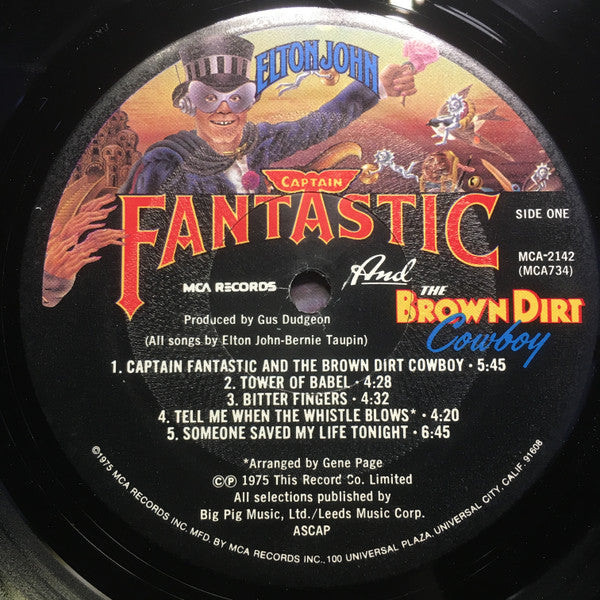 ELTON JOHN
CAPTAIN
FANTASTIC
SIDE ONE
MCA-2142
(MCA734)
MCA RECORDS
And
THE
BROWN DIRT
Cowboy
Produced by Gus Dudgeon
(All songs by Elton John-Bernie Taupin)
1. CAPTAIN FANTASTIC AND THE BROWN DIRT COWBOY • 5:45
2. TOWER OF BABEL • 4:28
3. BITTER FINGERS • 4:32
4. TELL ME WHEN THE WHISTLE BLOWS* • 4:20
5. SOMEONE SAVED MY LIFE TONIGHT • 6:45
*Arranged by Gene Page
©℗ 1975 This Record Co. Limited
All selections published by
Big Pig Music, Ltd./Leeds Music Corp.
ASCAP
©1975 MCA RECORDS INC. MFD. BY MCA RECORDS INC., 100 UNIVERSAL PLAZA, UNIVERSAL CITY, CALIF. 91608